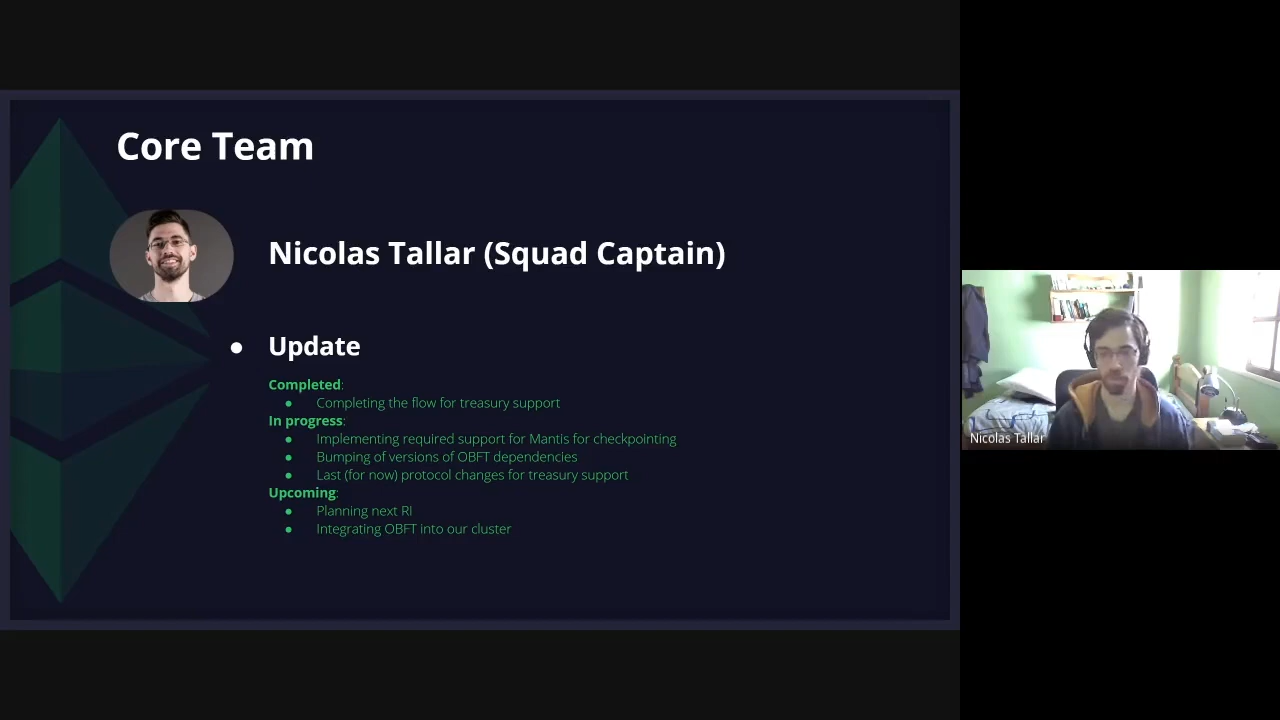 Core Team
Nicolas Tallar (Squad Captain)
● Update
Completed:
● Completing the flow for treasury support
In progress:
● Implementing required support for Mantis for checkpointing
● Bumping of versions of OBFT dependencies
● Last (for now) protocol changes for treasury support
Upcoming:
● Planning next RI
● Integrating OBFT into our cluster
Nicolas Tallar